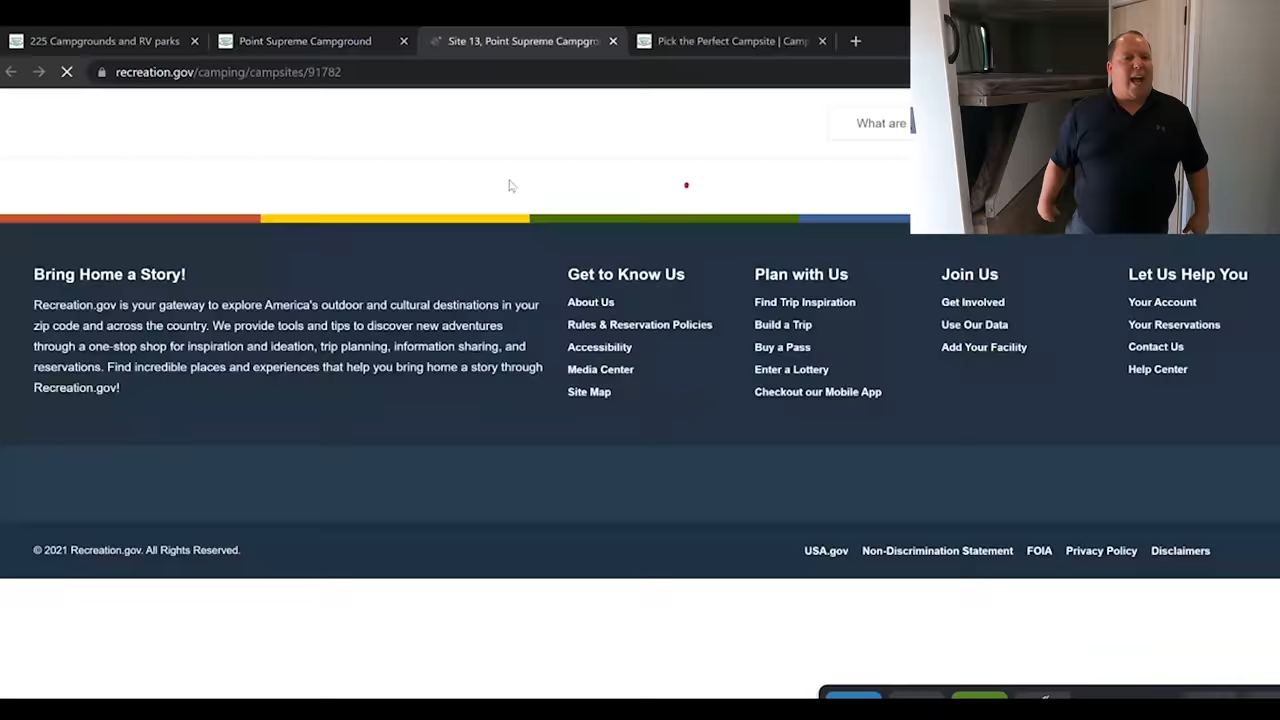 225 Campgrounds and RV parks
Point Supreme Campground
Site 13, Point Supreme Campgro
Pick the Perfect Campsite | Camp
recreation.gov/camping/campsites/91782
What are
Bring Home a Story!
Recreation.gov is your gateway to explore America's outdoor and cultural destinations in your
zip code and across the country. We provide tools and tips to discover new adventures
through a one-stop shop for inspiration and ideation, trip planning, information sharing, and
reservations. Find incredible places and experiences that help you bring home a story through
Recreation.gov!
Get to Know Us
About Us
Rules & Reservation Policies
Accessibility
Media Center
Site Map
Plan with Us
Find Trip Inspiration
Build a Trip
Buy a Pass
Enter a Lottery
Checkout our Mobile App
Join Us
Get Involved
Use Our Data
Add Your Facility
Let Us Help You
Your Account
Your Reservations
Contact Us
Help Center
© 2021 Recreation.gov. All Rights Reserved.
USA.gov Non-Discrimination Statement FOIA Privacy Policy Disclaimers